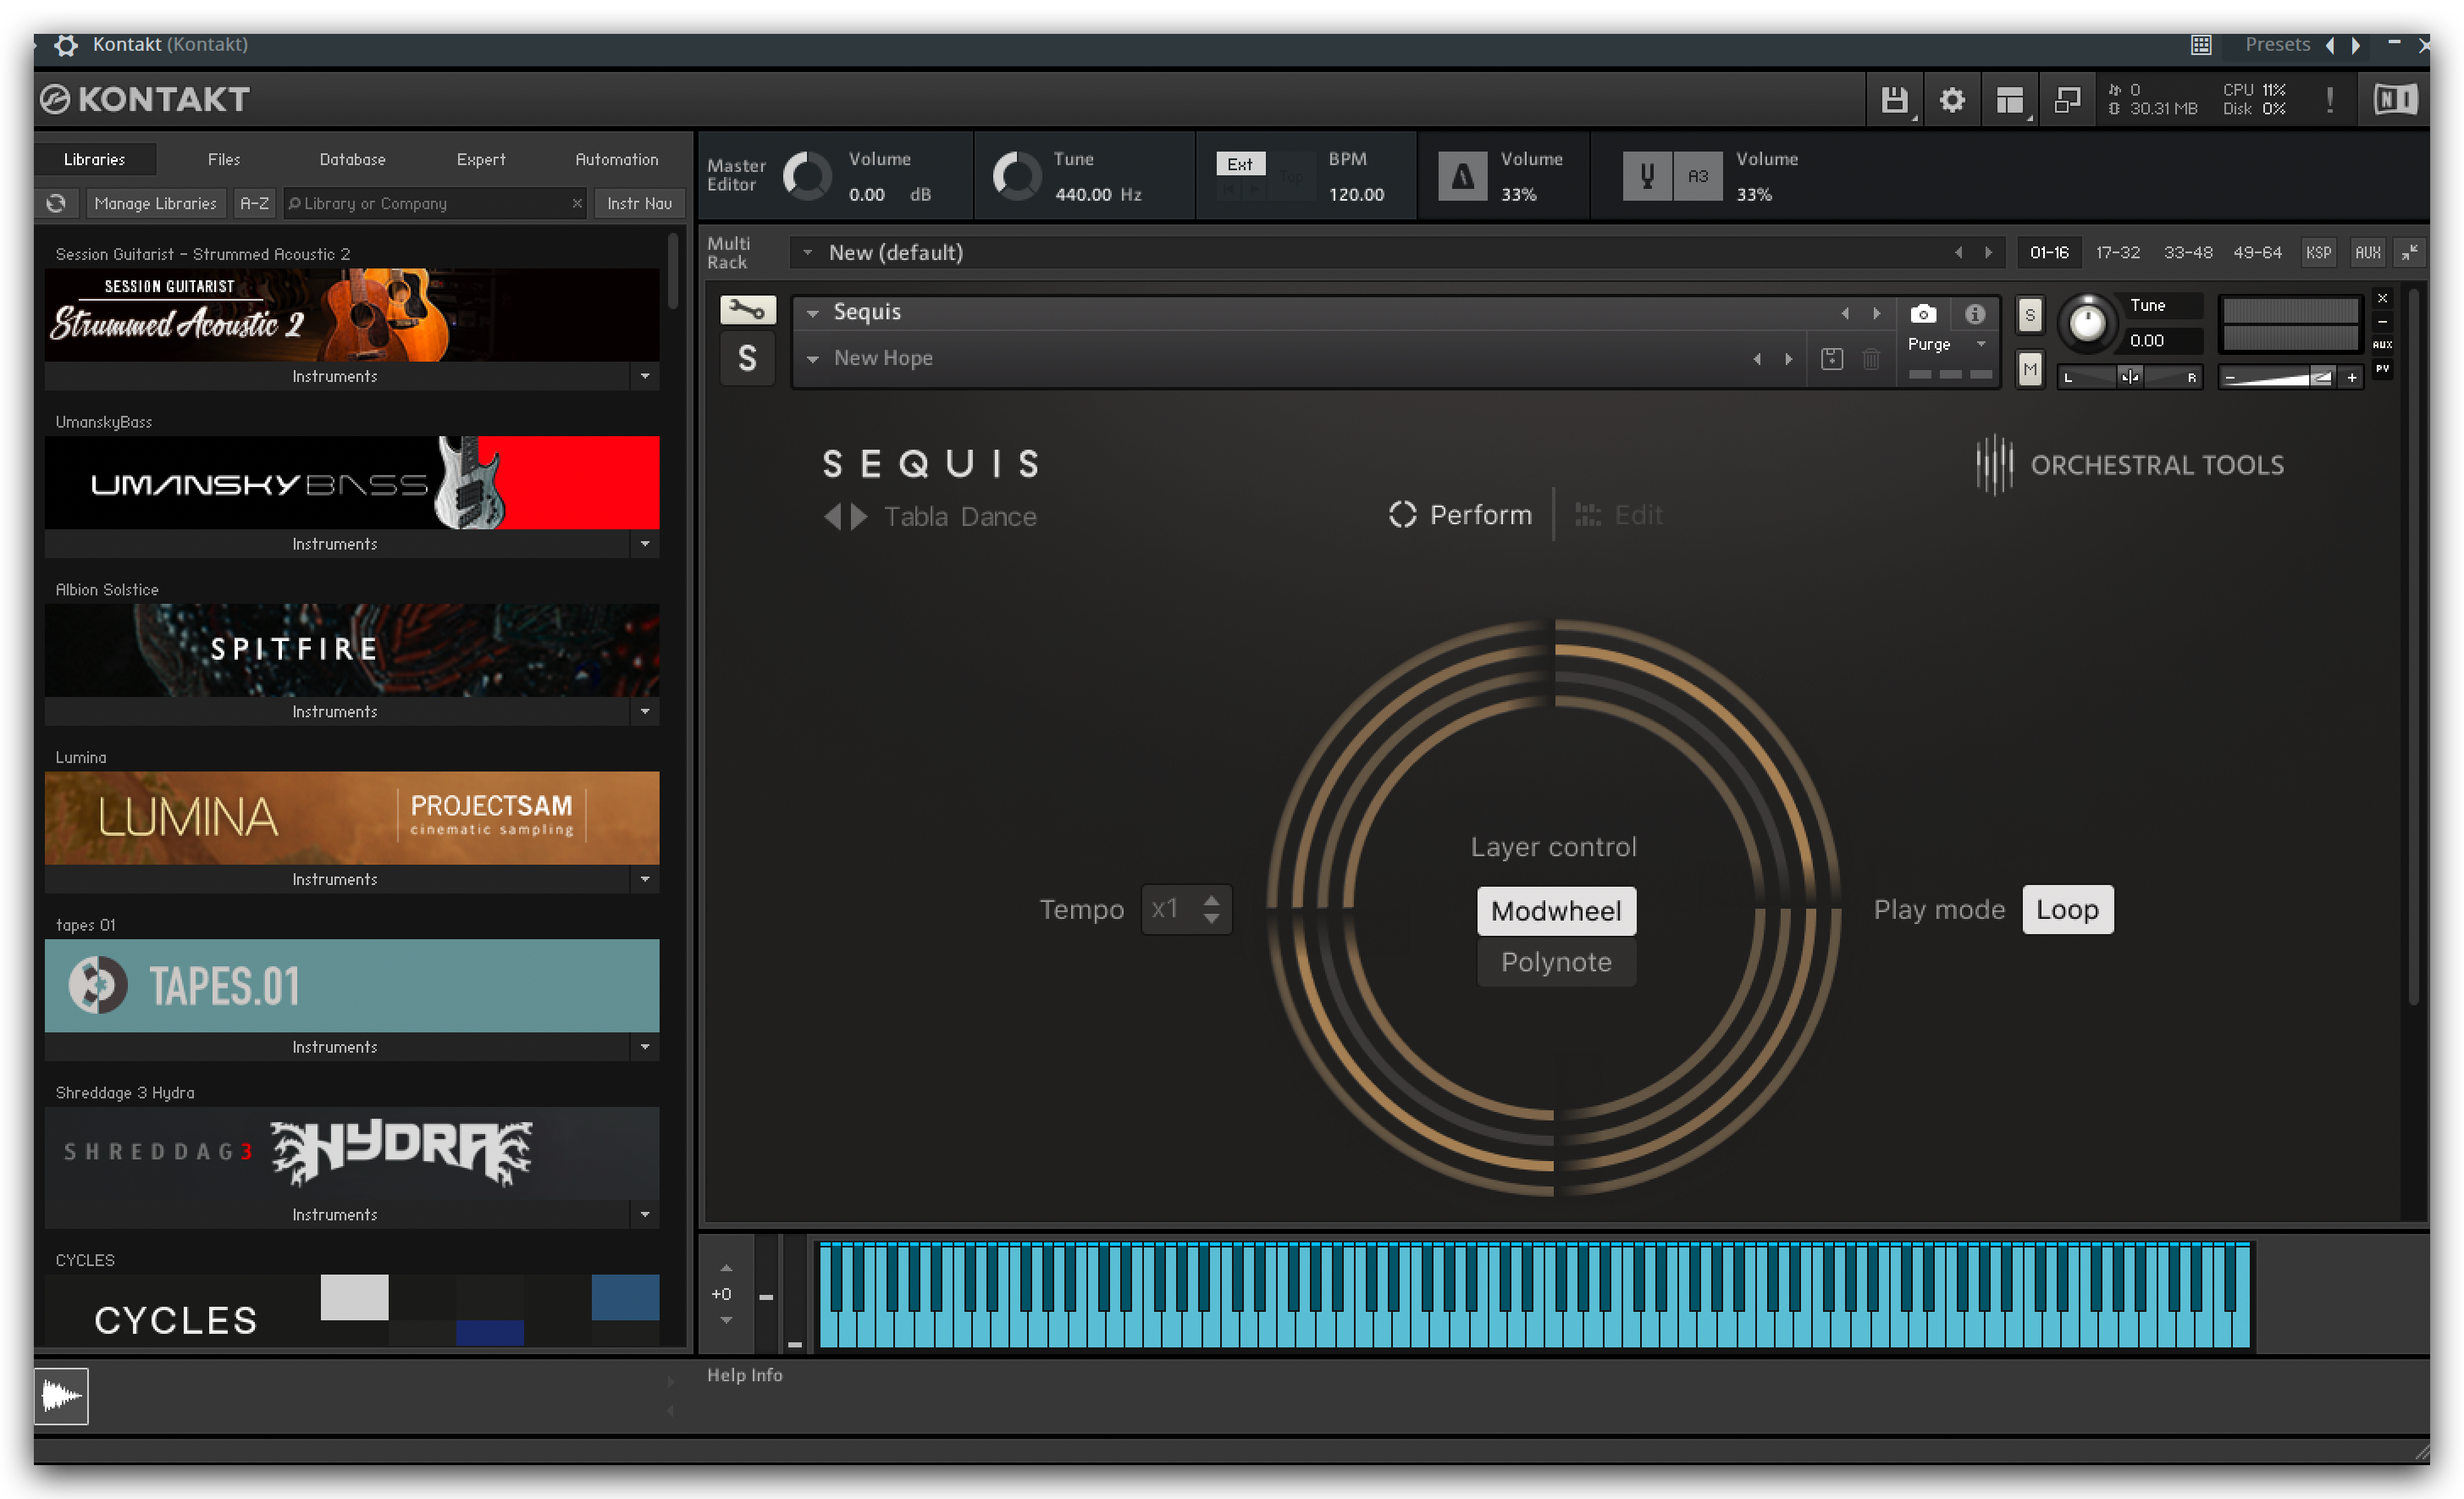 Kontakt (Kontakt)
Presets
KONTAKT
0
30.31 MB
CPU 11%
Disk 0%
!
NI
Libraries
Files
Database
Expert
Automation
Manage Libraries
A-Z
Library or Company
×
Instr Nav
Master
Editor
Volume
0.00 dB
Tune
440.00 Hz
Ext
Tap
BPM
120.00
Volume
33%
A3
Volume
33%
Multi
Rack
New (default)
01-16
17-32
33-48
49-64
KSP
AUX
Session Guitarist - Strummed Acoustic 2
SESSION GUITARIST
Strummed Acoustic 2
Instruments
UmanskyBass
UMANSKYBASS
Instruments
Albion Solstice
SPITFIRE
Instruments
Lumina
LUMINA
PROJECTSAM
cinematic sampling
Instruments
tapes 01
TAPES.01
Instruments
Shreddage 3 Hydra
SHREDDAG3
HYDRA
Instruments
CYCLES
CYCLES
Sequis
S
New Hope
Purge
S
M
Tune
0.00
L
R
-
+
×
-
AUX
PV
SEQUIS
Tabla Dance
Perform
Edit
ORCHESTRAL TOOLS
Layer control
Tempo
x1
Modwheel
Polynote
Play mode
Loop
+0
Help Info